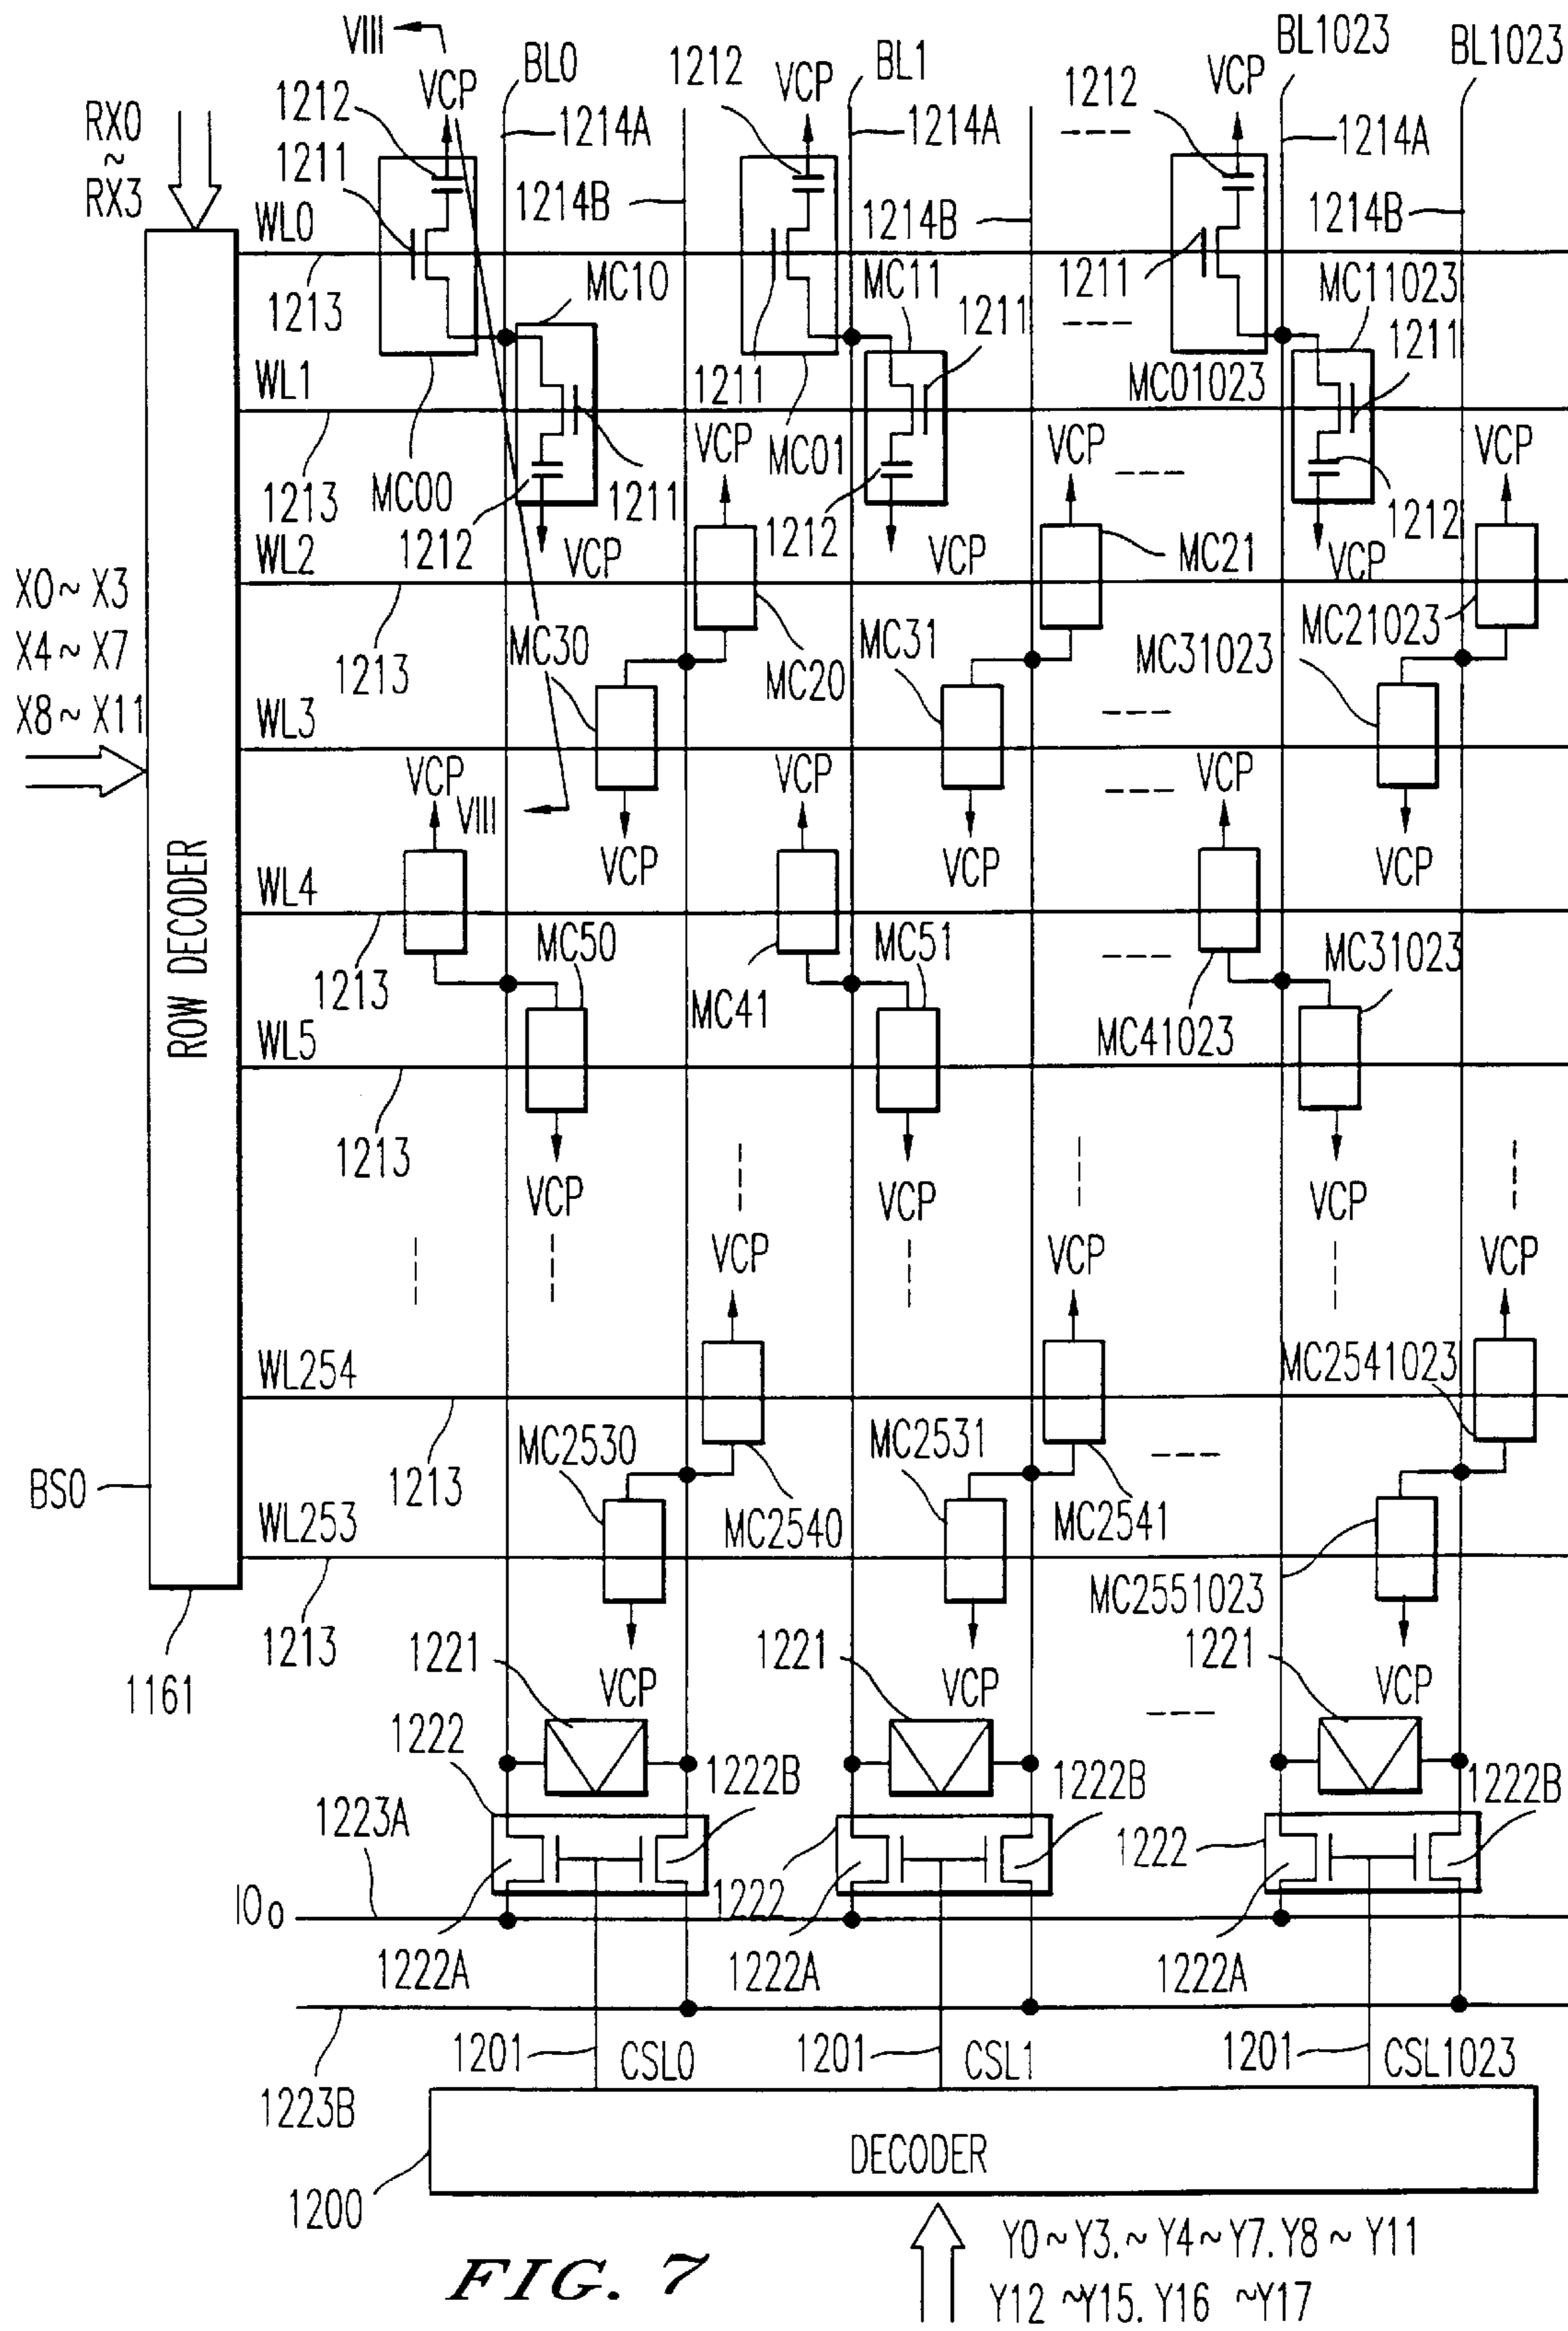 VIII
BL0
1212
BL1
BL1023
BL1023
VCP
1212
VCP
1212
VCP
RX0
~
RX3
1211
1214A
1214A
1214A
1214B
1214B
1214B
WL0
1213
MC10
MC11
1211
1211
MC11023
1211
WL1
1211
MC01023
VCP
MC01
VCP
VCP
1213
MC00
1212
1211
1212
1212
WL2
VCP
VCP
MC21
VCP
X0~X3
X4~X7
X8~X11
1213
MC30
MC20
MC31
MC31023
MC21023
WL3
VCP
VIII
VCP
VCP
VCP
VCP
VCP
ROW DECODER
WL4
1213
MC50
MC41
MC51
MC41023
MC31023
WL5
1213
VCP
VCP
VCP
VCP
VCP
VCP
WL254
MC2541023
BS0
1213
MC2530
MC2531
WL253
MC2540
MC2541
MC2551023
1161
1213
1221
VCP
1221
VCP
1221
VCP
1222
1222B
1222B
1222B
1223A
1222
1222
IO0
1222A
1222A
1222A
1201
CSL0
1201
CSL1
1201
CSL1023
1223B
DECODER
1200
Y0~Y3.~Y4~Y7.Y8~Y11
Y12~Y15.Y16~Y17
FIG. 7